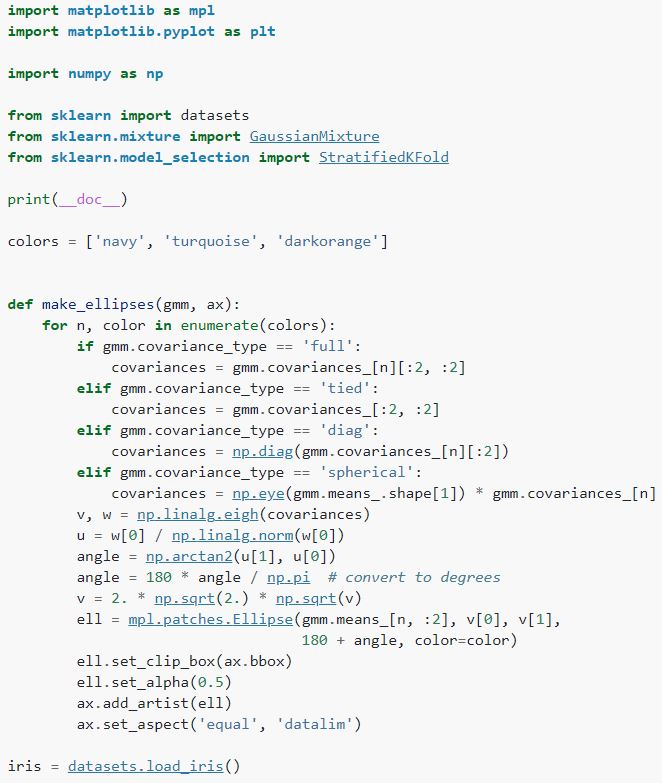 import matplotlib as mpl
import matplotlib.pyplot as plt

import numpy as np

from sklearn import datasets
from sklearn.mixture import GaussianMixture
from sklearn.model_selection import StratifiedKFold

print(__doc__)

colors = ['navy', 'turquoise', 'darkorange']


def make_ellipses(gmm, ax):
    for n, color in enumerate(colors):
        if gmm.covariance_type == 'full':
            covariances = gmm.covariances_[n][:2, :2]
        elif gmm.covariance_type == 'tied':
            covariances = gmm.covariances_[:2, :2]
        elif gmm.covariance_type == 'diag':
            covariances = np.diag(gmm.covariances_[n][:2])
        elif gmm.covariance_type == 'spherical':
            covariances = np.eye(gmm.means_.shape[1]) * gmm.covariances_[n]
        v, w = np.linalg.eigh(covariances)
        u = w[0] / np.linalg.norm(w[0])
        angle = np.arctan2(u[1], u[0])
        angle = 180 * angle / np.pi  # convert to degrees
        v = 2. * np.sqrt(2.) * np.sqrt(v)
        ell = mpl.patches.Ellipse(gmm.means_[n, :2], v[0], v[1],
                                  180 + angle, color=color)
        ell.set_clip_box(ax.bbox)
        ell.set_alpha(0.5)
        ax.add_artist(ell)
        ax.set_aspect('equal', 'datalim')

iris = datasets.load_iris()